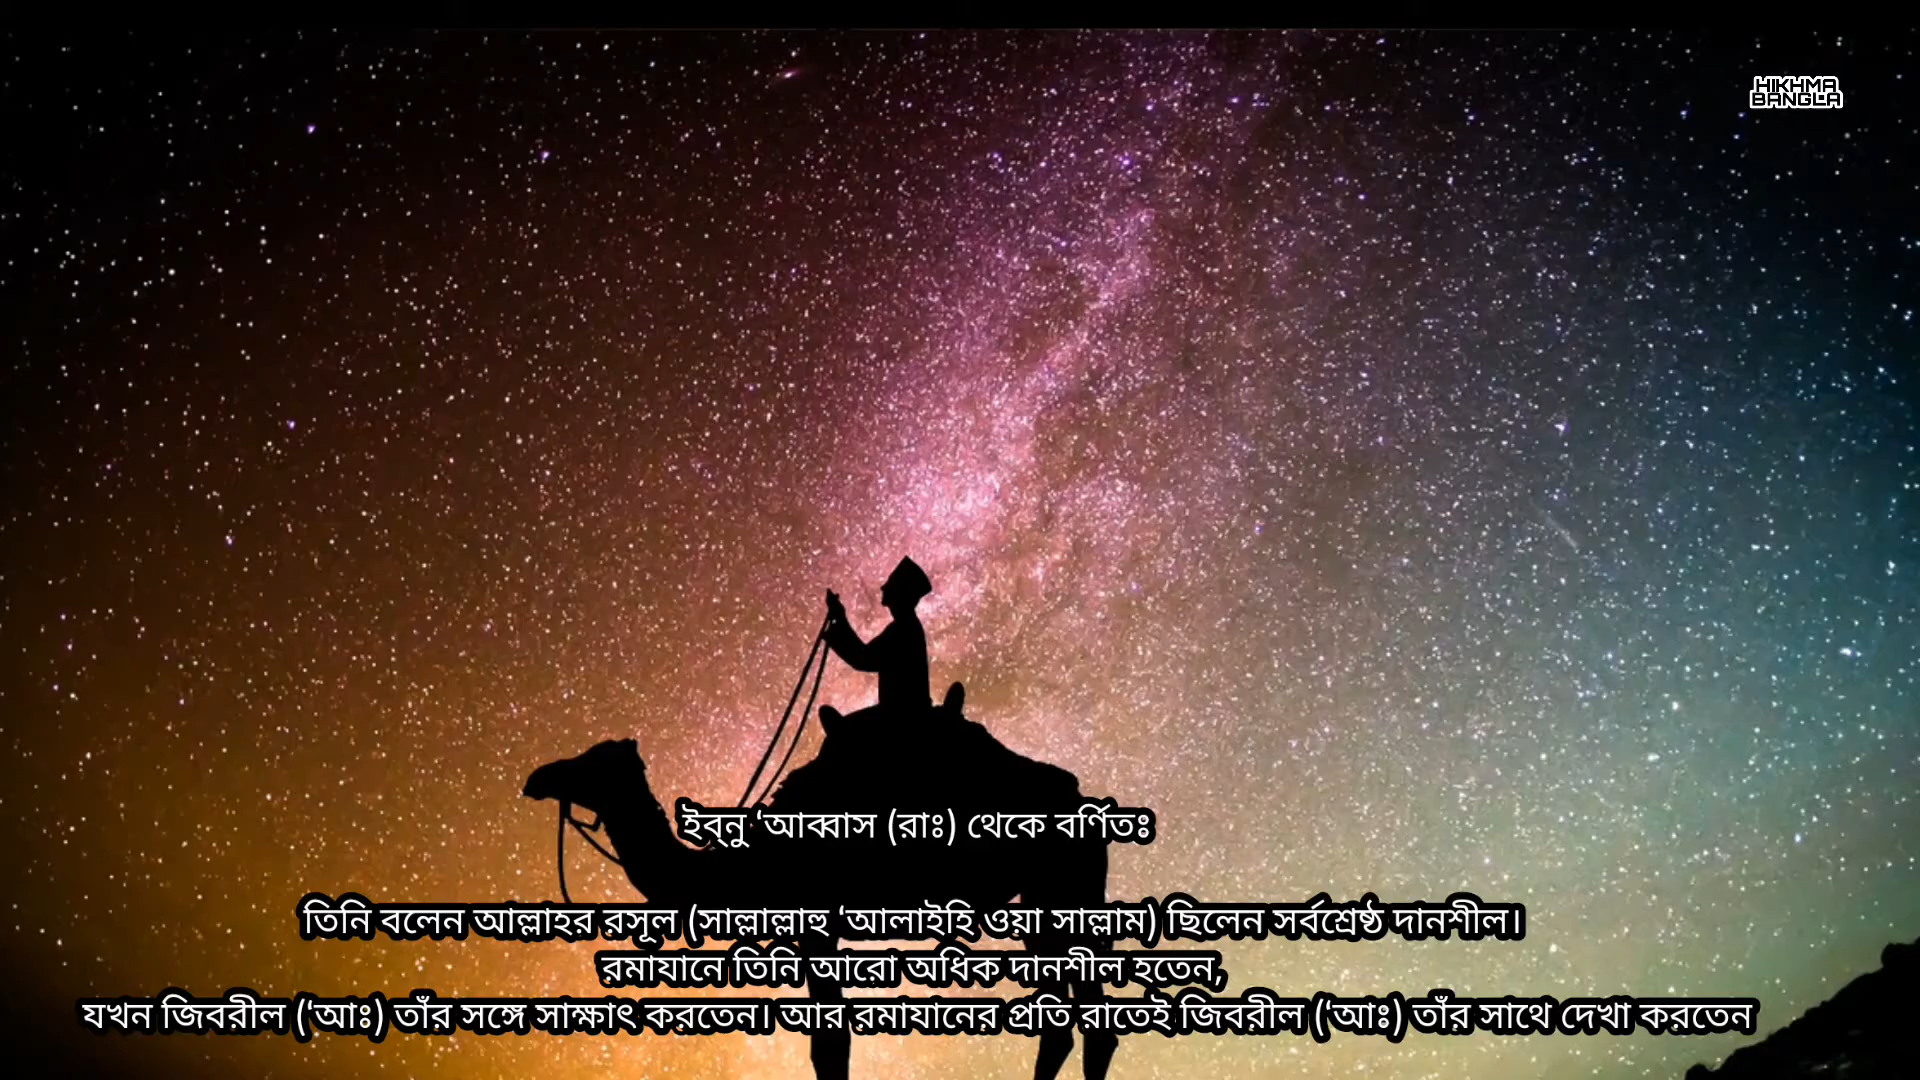 HIKHMA
BANGLA
ইব্‌নু ‘আব্বাস (রাঃ) থেকে বর্ণিতঃ
তিনি বলেন আল্লাহর রসূল (সাল্লাল্লাহু ‘আলাইহি ওয়া সাল্লাম) ছিলেন সর্বশ্রেষ্ঠ দানশীল।
রমাযানে তিনি আরো অধিক দানশীল হতেন,
যখন জিবরীল (‘আঃ) তাঁর সঙ্গে সাক্ষাৎ করতেন। আর রমাযানের প্রতি রাতেই জিবরীল (‘আঃ) তাঁর সাথে দেখা করতেন